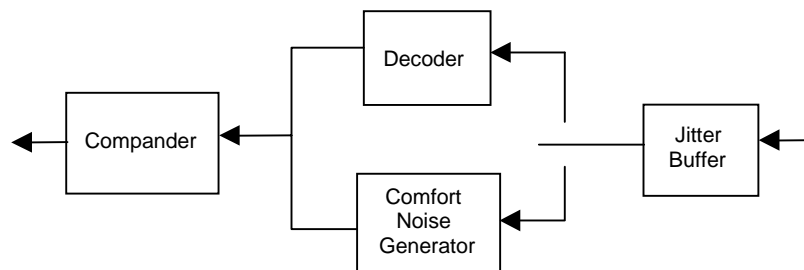 Decoder
Compander
Jitter
Buffer
Comfort
Noise
Generator